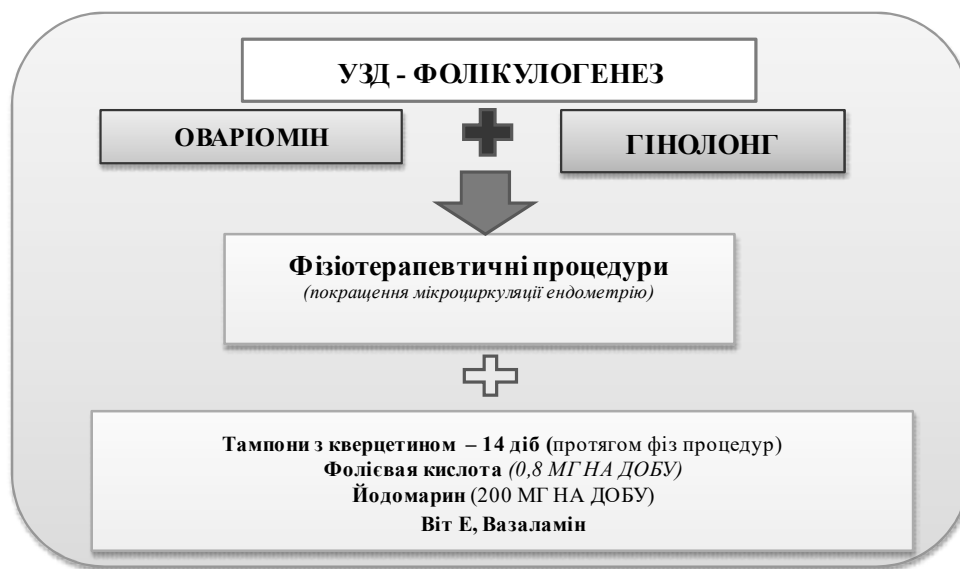 УЗД - ФОЛІКУЛОГЕНЕЗ
ОВАРІОМІН
ГІНОЛОНГ
Фізіотерапевтичні процедури
(покращення мікроциркуляції ендометрію)
Тампони з кверцетином – 14 діб (протягом фіз процедур)
Фолієвая кислота (0,8 МГ НА ДОБУ)
Йодомарин (200 МГ НА ДОБУ)
Віт Е, Вазаламін